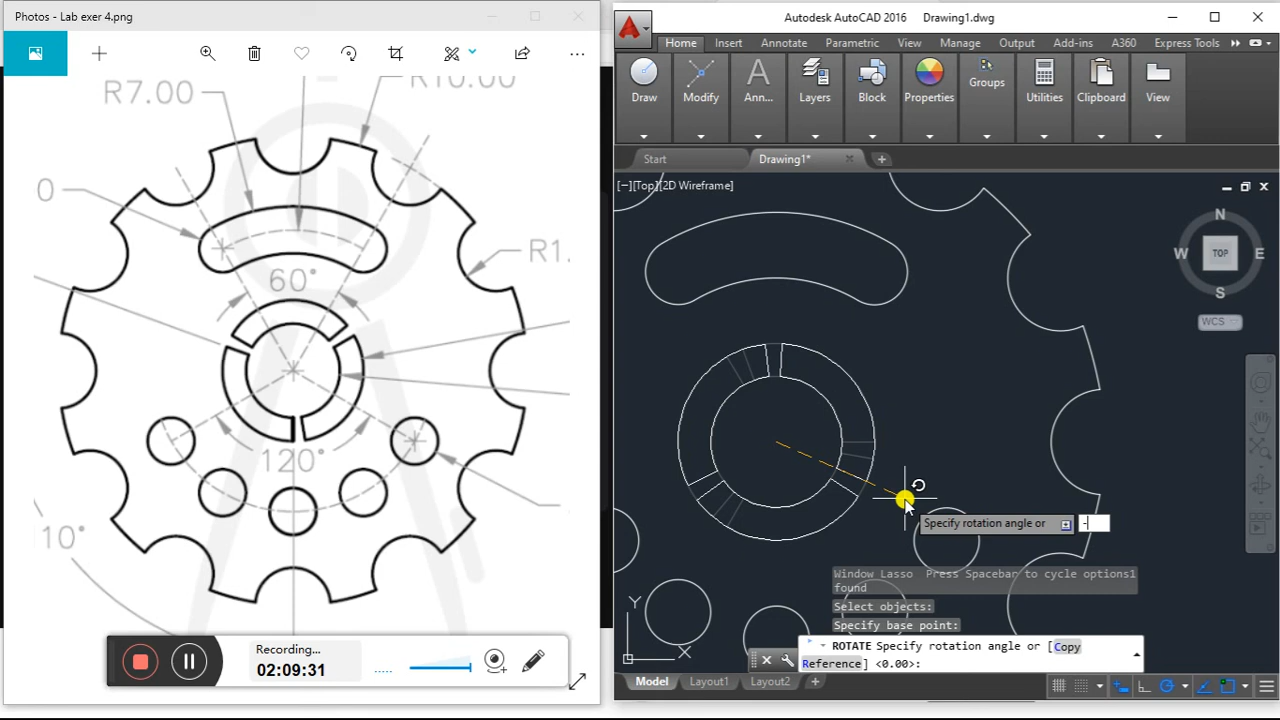 Photos - Lab exer 4.png
R7.00
R10.00
0
R1.
60°
120°
10°
Recording...
02:09:31
Autodesk AutoCAD 2016 Drawing1.dwg
Home Insert Annotate Parametric View Manage Output Add-ins A360 Express Tools
Draw Modify Ann... Layers Block Properties Groups Utilities Clipboard View
Start Drawing1*
[−][Top][2D Wireframe]
N
W TOP E
S
WCS
Specify rotation angle or -
Window Lasso Press Spacebar to cycle options1
found
Select objects:
Specify base point:
ROTATE Specify rotation angle or [Copy
Reference] <0.00>:
Y
X
Model Layout1 Layout2